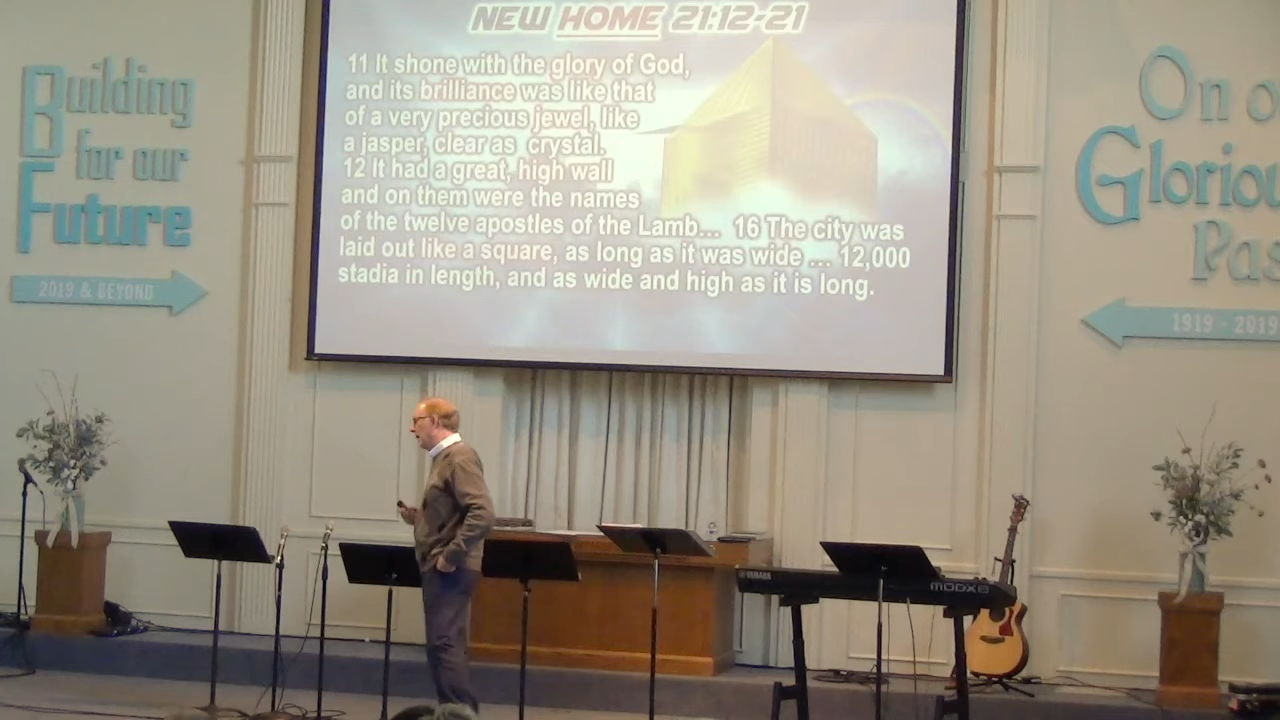 NEW HOME 21:12-21
11 It shone with the glory of God,
and its brilliance was like that
of a very precious jewel, like
a jasper, clear as crystal.
12 It had a great, high wall
and on them were the names
of the twelve apostles of the Lamb... 16 The city was
laid out like a square, as long as it was wide ... 12,000
stadia in length, and as wide and high as it is long.
Building
for our
Future
2019 & BEYOND
On o
Gloriou
Pas
1919 - 2019
YAMAHA
MODX8